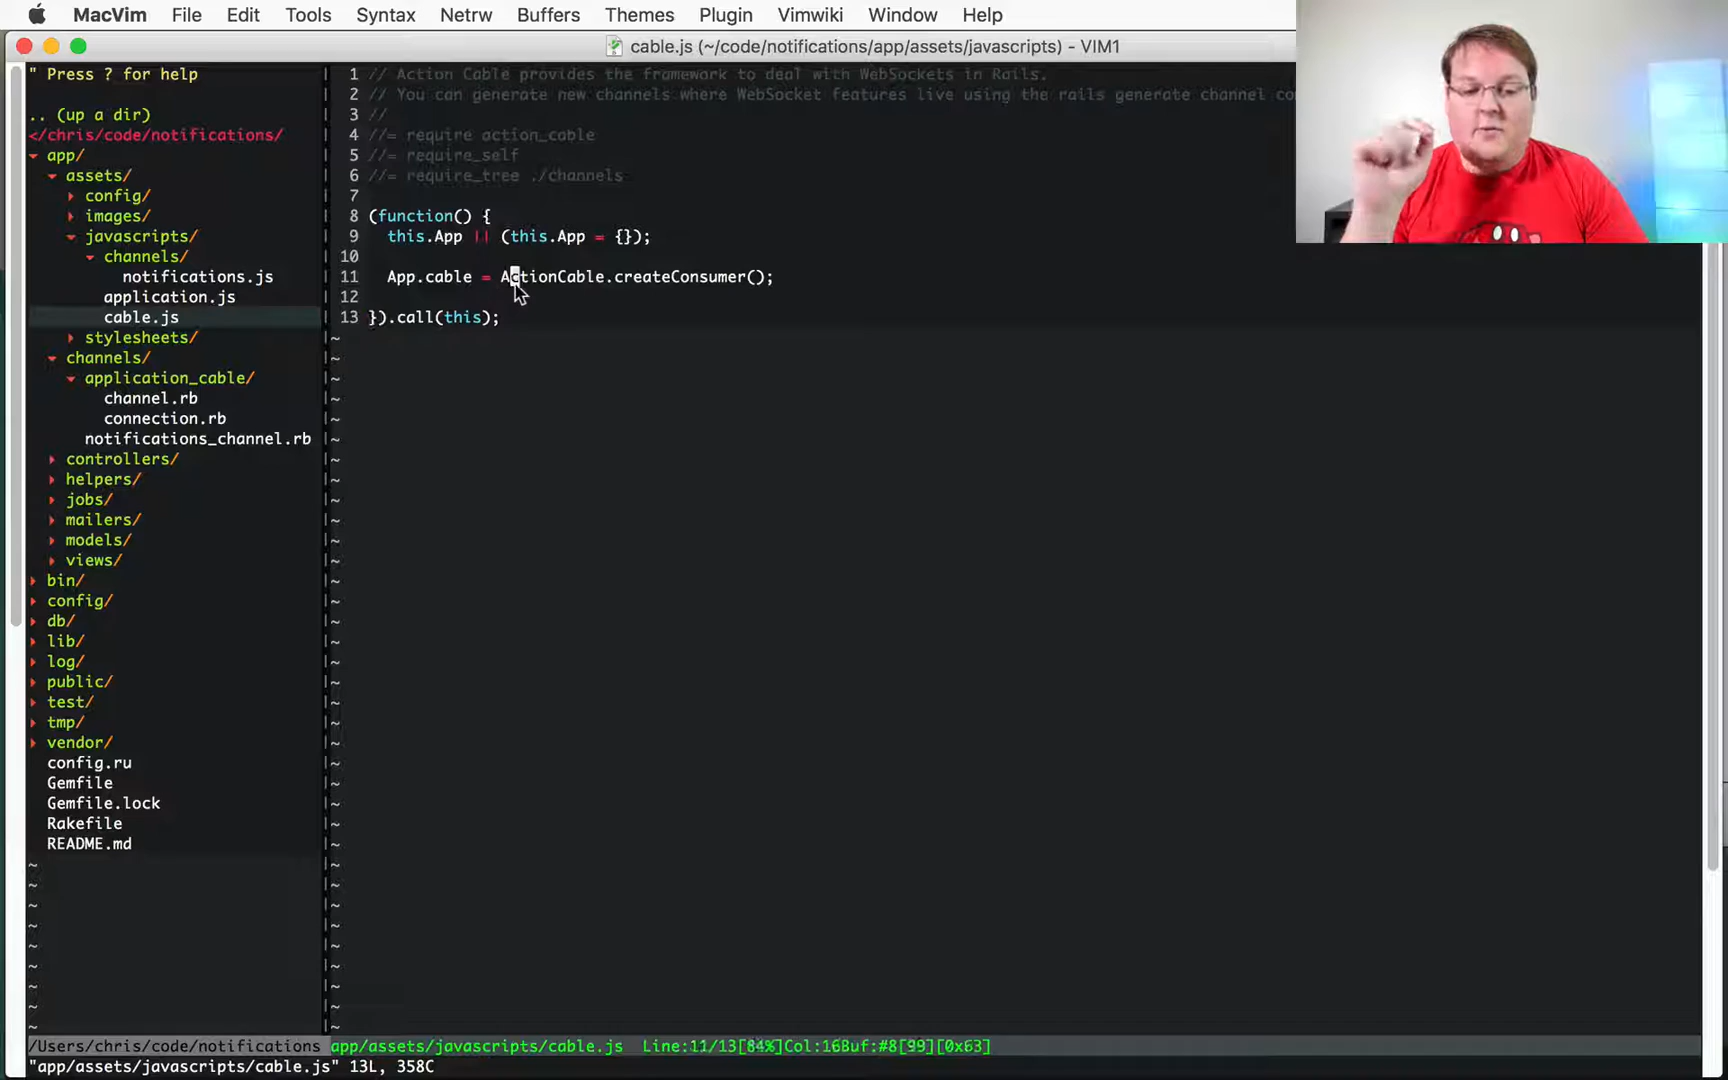 MacVim File Edit Tools Syntax Netrw Buffers Themes Plugin Vimwiki Window Help
cable.js (~/code/notifications/app/assets/javascripts) - VIM1
" Press ? for help
.. (up a dir)
</chris/code/notifications/
app/
assets/
config/
images/
javascripts/
channels/
notifications.js
application.js
cable.js
stylesheets/
channels/
application_cable/
channel.rb
connection.rb
notifications_channel.rb
controllers/
helpers/
jobs/
mailers/
models/
views/
bin/
config/
db/
lib/
log/
public/
test/
tmp/
vendor/
config.ru
Gemfile
Gemfile.lock
Rakefile
README.md
1 // Action Cable provides the framework to deal with WebSockets in Rails.
2 // You can generate new channels where WebSocket features live using the rails generate channel
3 //
4 //= require action_cable
5 //= require_self
6 //= require_tree ./channels
7
8 (function() {
9 this.App || (this.App = {});
10
11 App.cable = ActionCable.createConsumer();
12
13 }).call(this);
/Users/chris/code/notifications app/assets/javascripts/cable.js Line:11/13[84%]Col:16Buf:#8[99][0x63]
"app/assets/javascripts/cable.js" 13L, 358C